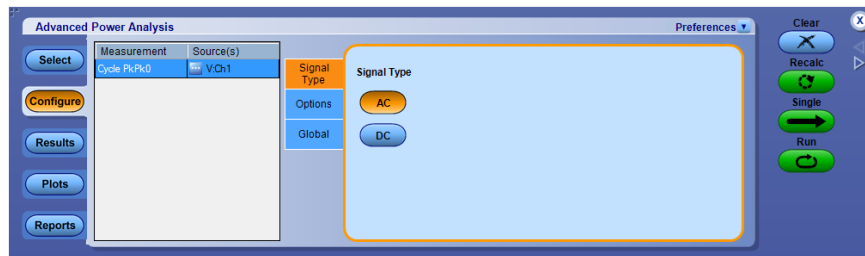 Advanced Power Analysis
Preferences
Clear
X
Select
Measurement Source(s)
Cycle PkPk0 V:Ch1
Signal Type
Options
Global
Signal Type
AC
DC
Recalc
Configure
Single
Results
Run
Plots
Reports